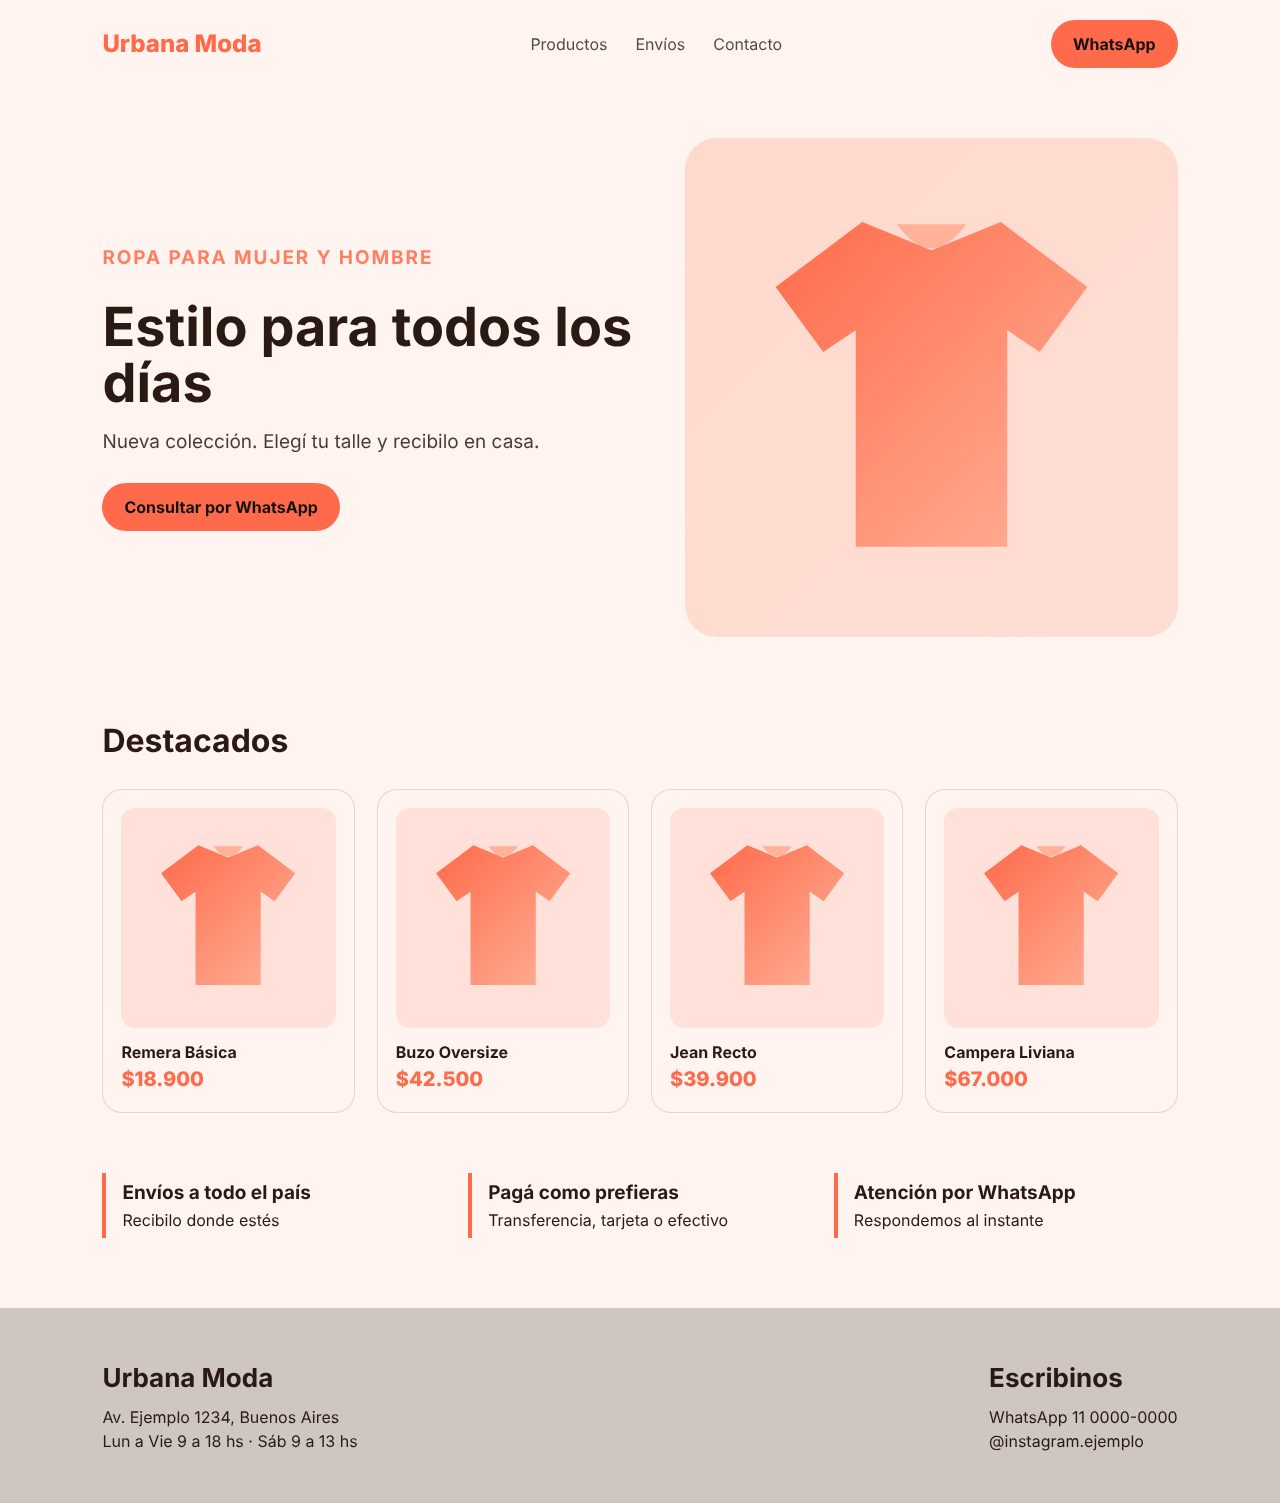 Urbana Moda
Productos
Envíos
Contacto
WhatsApp
ROPA PARA MUJER Y HOMBRE
Estilo para todos los
días
Nueva colección. Elegí tu talle y recibilo en casa.
Consultar por WhatsApp
Destacados
Remera Básica
$18.900
Buzo Oversize
$42.500
Jean Recto
$39.900
Campera Liviana
$67.000
Envíos a todo el país
Recibilo donde estés
Pagá como prefieras
Transferencia, tarjeta o efectivo
Atención por WhatsApp
Respondemos al instante
Urbana Moda
Av. Ejemplo 1234, Buenos Aires
Lun a Vie 9 a 18 hs · Sáb 9 a 13 hs
Escribinos
WhatsApp 11 0000-0000
@instagram.ejemplo